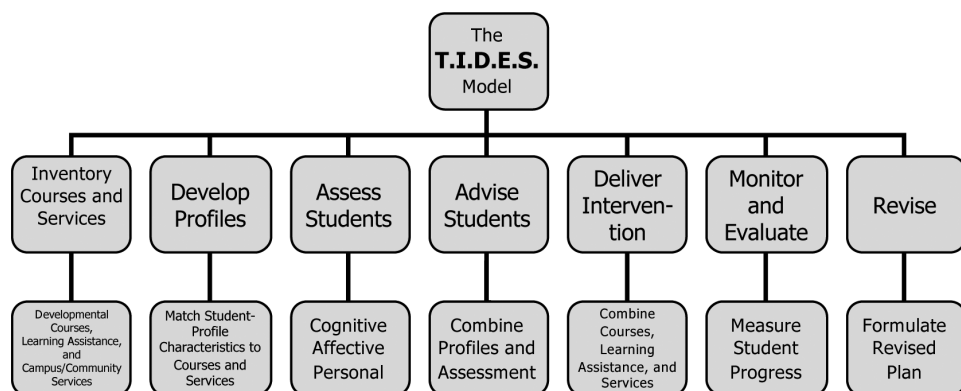 The
T.I.D.E.S.
Model
Inventory
Courses and
Services
Develop
Profiles
Assess
Students
Advise
Students
Deliver
Interven-
tion
Monitor
and
Evaluate
Revise
Developmental
Courses,
Learning Assistance,
and
Campus/Community
Services
Match Student-
Profile
Characteristics to
Courses and
Services
Cognitive
Affective
Personal
Combine
Profiles and
Assessment
Combine
Courses,
Learning
Assistance, and
Services
Measure
Student
Progress
Formulate
Revised
Plan